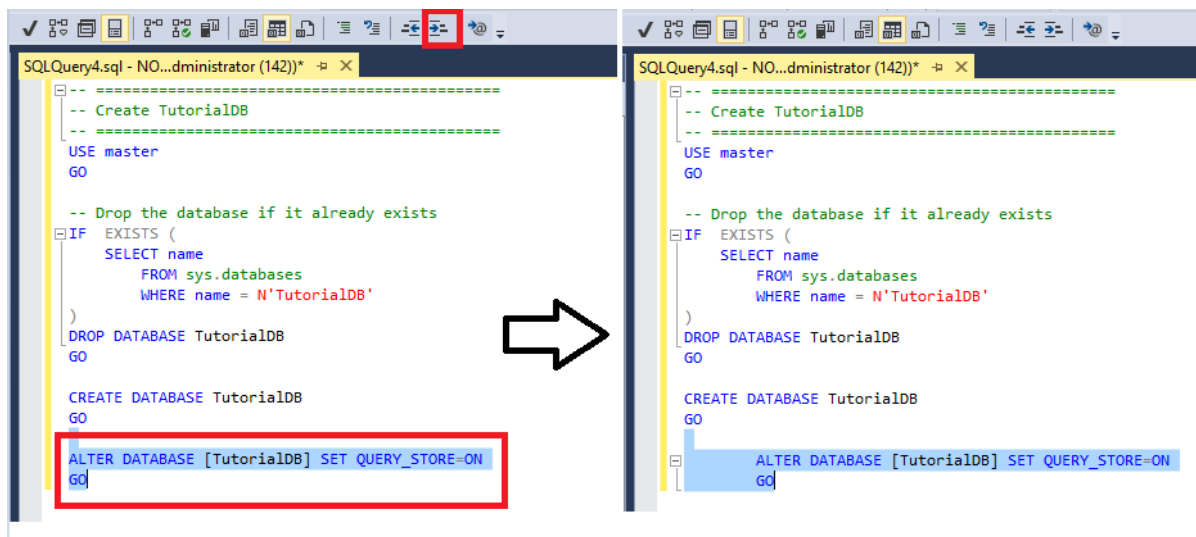 SQLQuery4.sql - NO...dministrator (142))*
-- =============================================
-- Create TutorialDB
-- =============================================
USE master
GO
-- Drop the database if it already exists
IF  EXISTS (
    SELECT name
        FROM sys.databases
        WHERE name = N'TutorialDB'
)
DROP DATABASE TutorialDB
GO
CREATE DATABASE TutorialDB
GO
ALTER DATABASE [TutorialDB] SET QUERY_STORE=ON
GO
SQLQuery4.sql - NO...dministrator (142))*
-- =============================================
-- Create TutorialDB
-- =============================================
USE master
GO
-- Drop the database if it already exists
IF  EXISTS (
    SELECT name
        FROM sys.databases
        WHERE name = N'TutorialDB'
)
DROP DATABASE TutorialDB
GO
CREATE DATABASE TutorialDB
GO
        ALTER DATABASE [TutorialDB] SET QUERY_STORE=ON
        GO